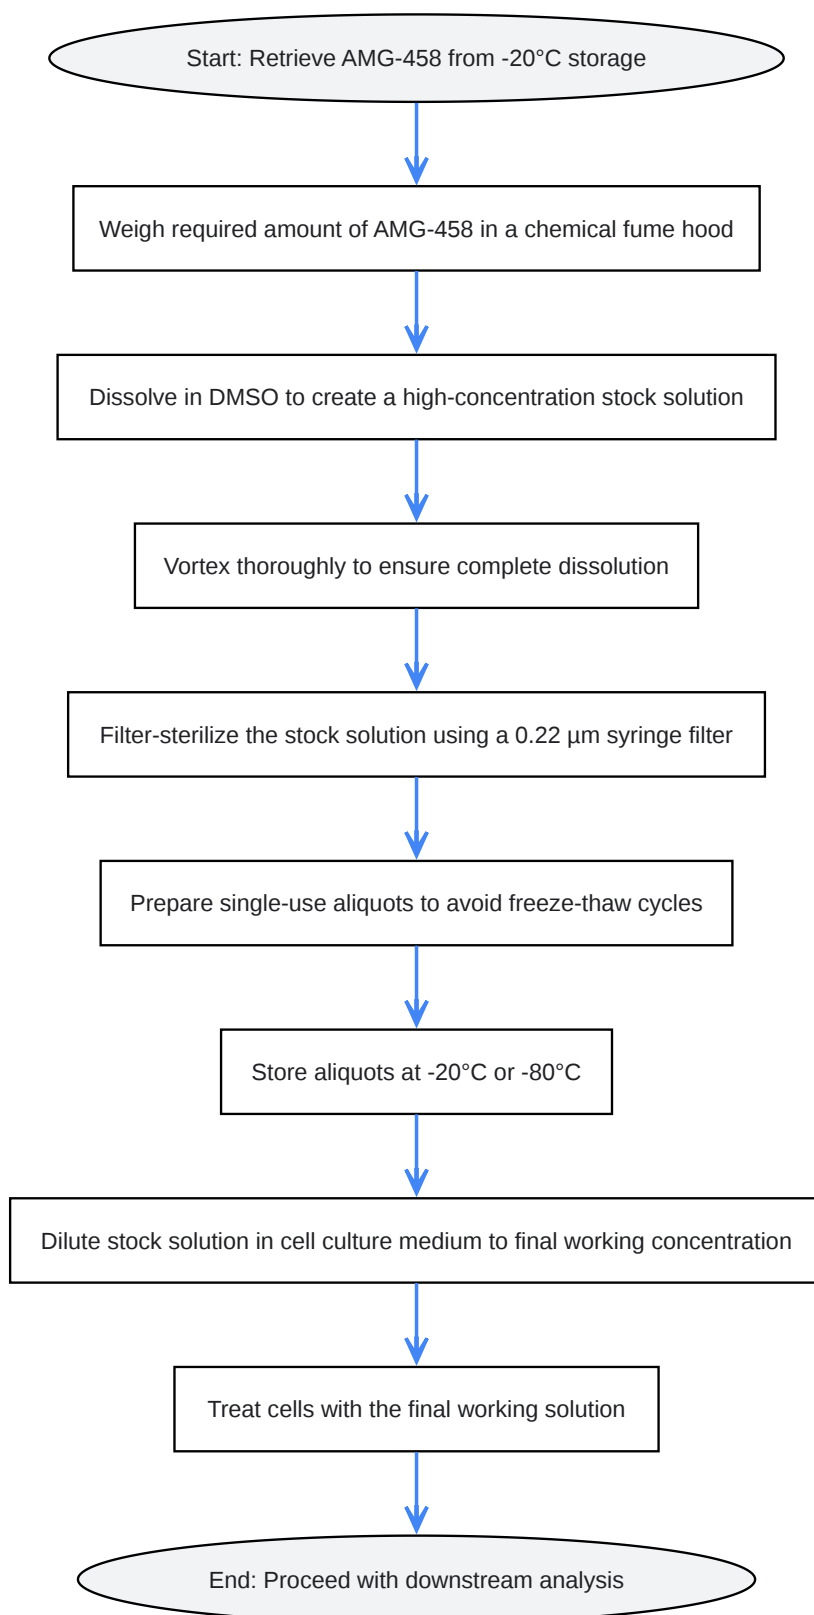 Start: Retrieve AMG-458 from -20°C storage
Weigh required amount of AMG-458 in a chemical fume hood
Dissolve in DMSO to create a high-concentration stock solution
Vortex thoroughly to ensure complete dissolution
Filter-sterilize the stock solution using a 0.22 µm syringe filter
Prepare single-use aliquots to avoid freeze-thaw cycles
Store aliquots at -20°C or -80°C
Dilute stock solution in cell culture medium to final working concentration
Treat cells with the final working solution
End: Proceed with downstream analysis